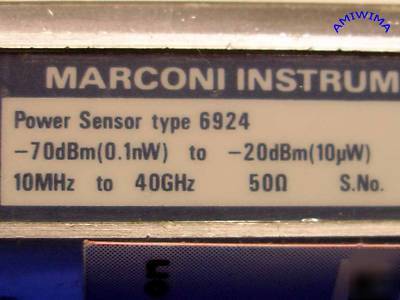 AMIWIMA
MARCONI INSTRUM
Power Sensor type 6924
-70dBm(0.1nW) to -20dBm(10µW)
10MHz to 40GHz 50Ω S.No.